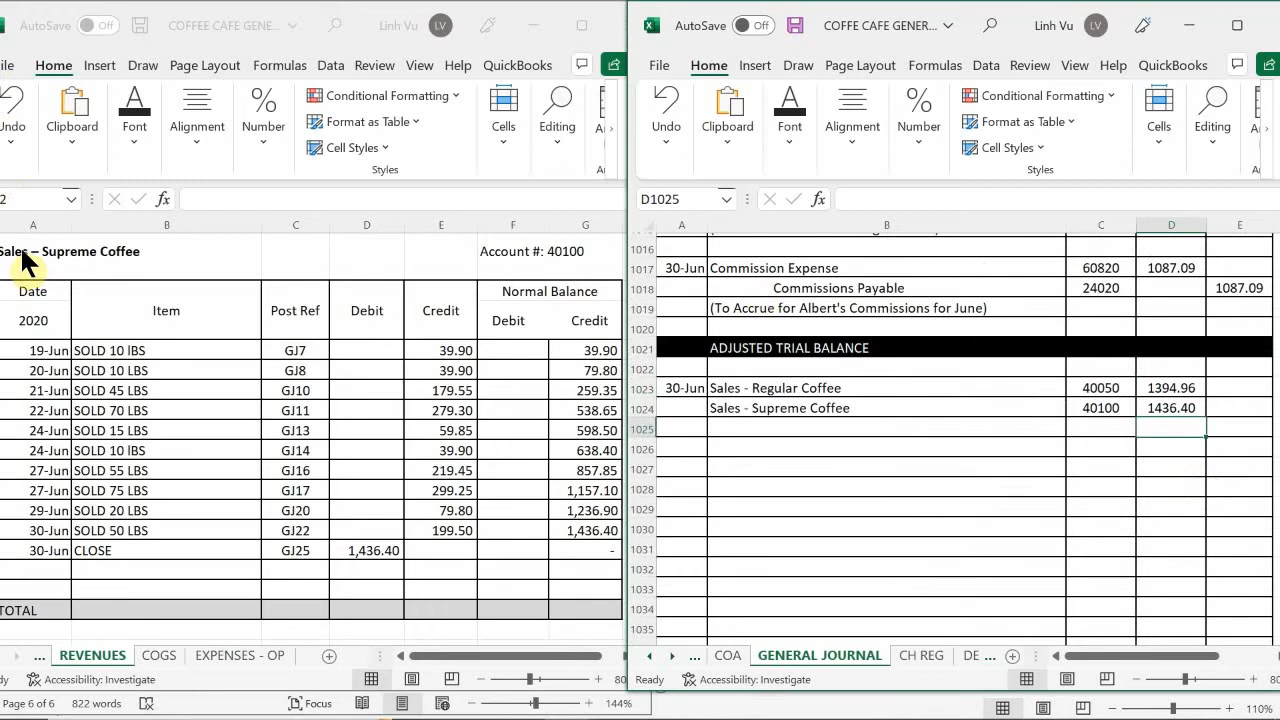 AutoSave Off COFFEE CAFE GENE... Linh Vu LV
File Home Insert Draw Page Layout Formulas Data Review View Help QuickBooks
Undo Clipboard Font Alignment Number Conditional Formatting Format as Table Cell Styles Styles Cells Editing
Sales – Supreme Coffee Account #: 40100
Date Item Post Ref Debit Credit Normal Balance
2020 Debit Credit
19-Jun SOLD 10 lBS GJ7 39.90 39.90
20-Jun SOLD 10 LBS GJ8 39.90 79.80
21-Jun SOLD 45 LBS GJ10 179.55 259.35
22-Jun SOLD 70 LBS GJ11 279.30 538.65
24-Jun SOLD 15 LBS GJ13 59.85 598.50
24-Jun SOLD 10 lBS GJ14 39.90 638.40
27-Jun SOLD 55 LBS GJ16 219.45 857.85
27-Jun SOLD 75 LBS GJ17 299.25 1,157.10
29-Jun SOLD 20 LBS GJ20 79.80 1,236.90
30-Jun SOLD 50 LBS GJ22 199.50 1,436.40
30-Jun CLOSE GJ25 1,436.40 -
TOTAL
... REVENUES COGS EXPENSES - OP
Accessibility: Investigate
Page 6 of 6 822 words Focus 144%
AutoSave Off COFFE CAFE GENER... Linh Vu LV
File Home Insert Draw Page Layout Formulas Data Review View Help QuickBooks
Undo Clipboard Font Alignment Number Conditional Formatting Format as Table Cell Styles Styles Cells Editing
D1025 fx
A B C D E
1016
1017 30-Jun Commission Expense 60820 1087.09
1018 Commissions Payable 24020 1087.09
1019 (To Accrue for Albert's Commissions for June)
1020
1021 ADJUSTED TRIAL BALANCE
1022
1023 30-Jun Sales - Regular Coffee 40050 1394.96
1024 Sales - Supreme Coffee 40100 1436.40
1025
1026
1027
1028
1029
1030
1031
1032
1033
1034
1035
... COA GENERAL JOURNAL CH REG DE ...
Ready Accessibility: Investigate
110%